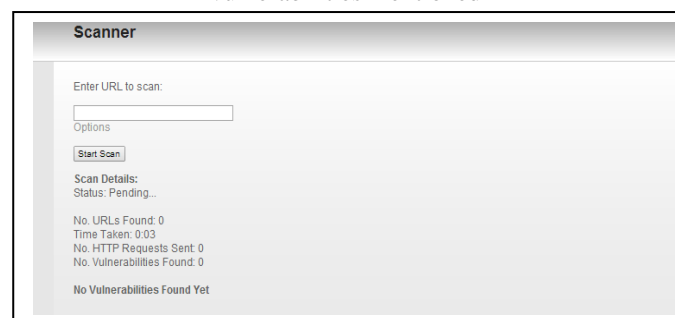 Scanner
Enter URL to scan:
Options
Start Scan
Scan Details:
Status: Pending...
No. URLs Found: 0
Time Taken: 0:03
No. HTTP Requests Sent: 0
No. Vulnerabilities Found: 0
No Vulnerabilities Found Yet